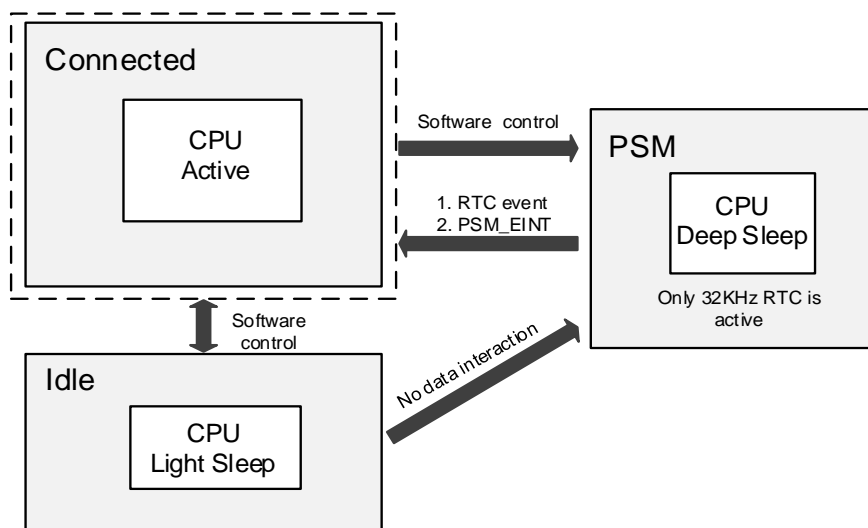 Connected
CPU
Active
Software control
1. RTC event
2. PSM_EINT
PSM
CPU
Deep Sleep
Only 32KHz RTC is
active
Software
control
No data interaction
Idle
CPU
Light Sleep